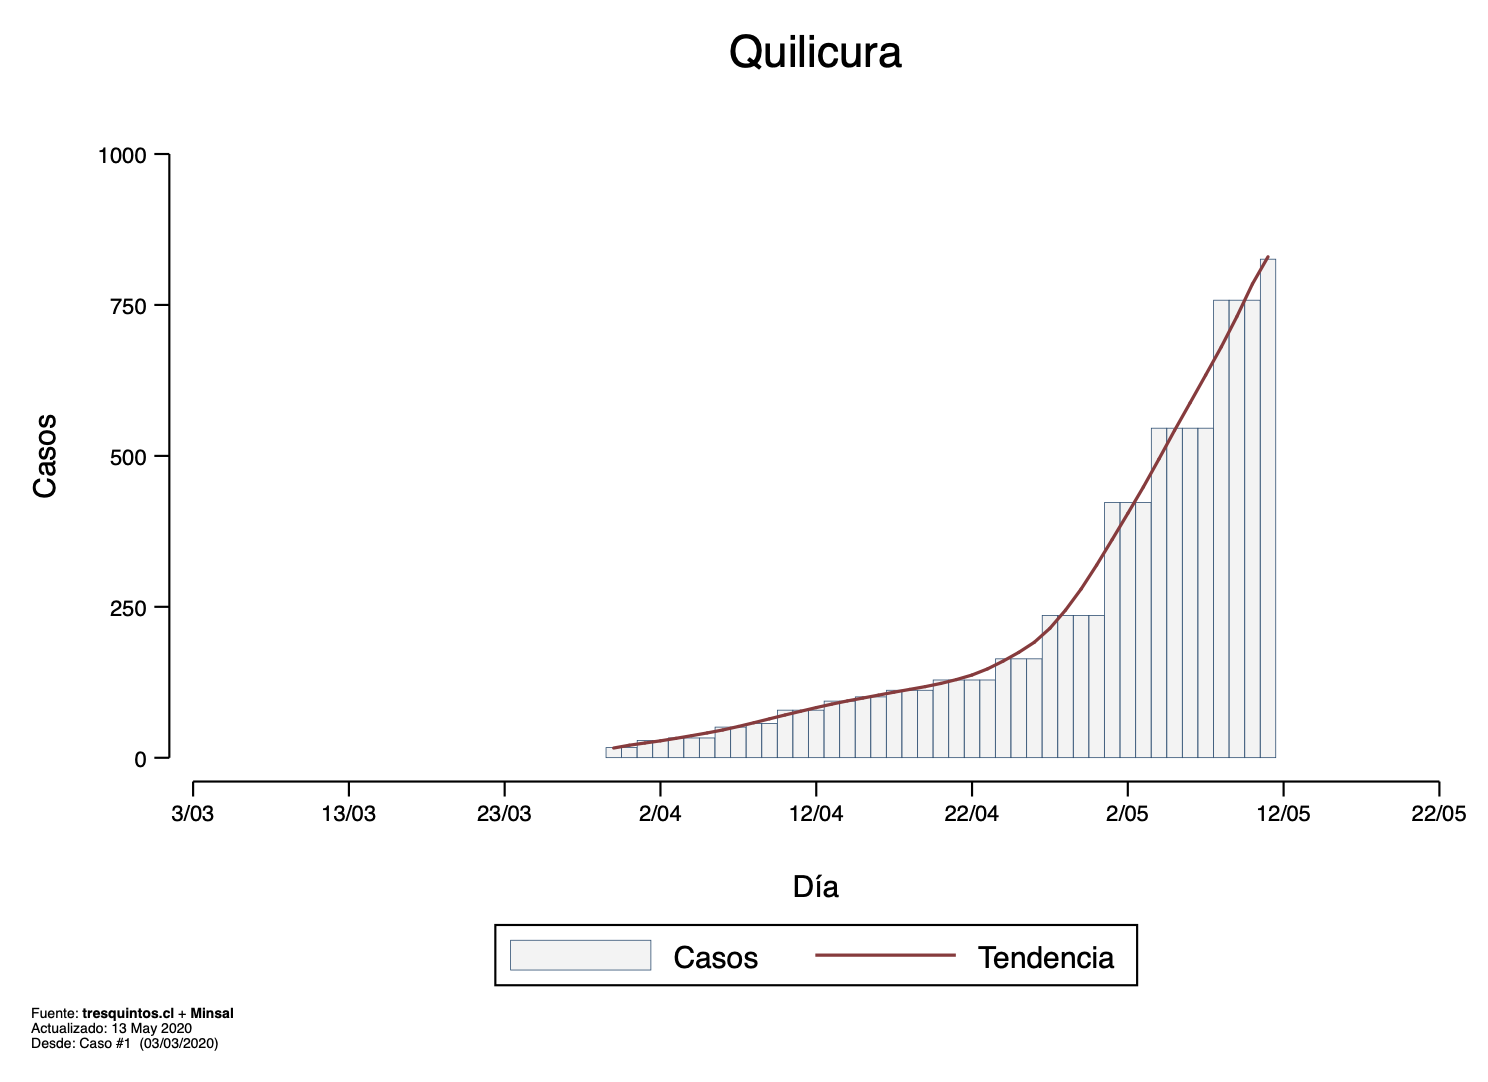 Quilicura
1000
750
500
250
0
Casos
3/03 13/03 23/03 2/04 12/04 22/04 2/05 12/05 22/05
Día
Casos Tendencia
Fuente: tresquintos.cl + Minsal
Actualizado: 13 May 2020
Desde: Caso #1 (03/03/2020)